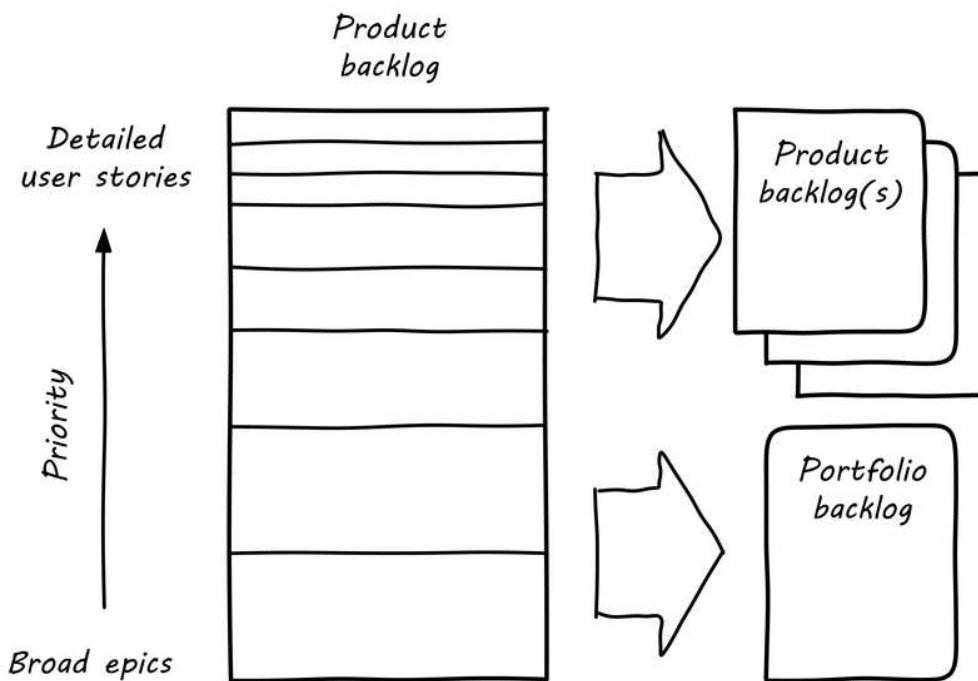 Product
backlog
Detailed
user stories
Priority
Broad epics
Product
backlog(s)
Portfolio
backlog